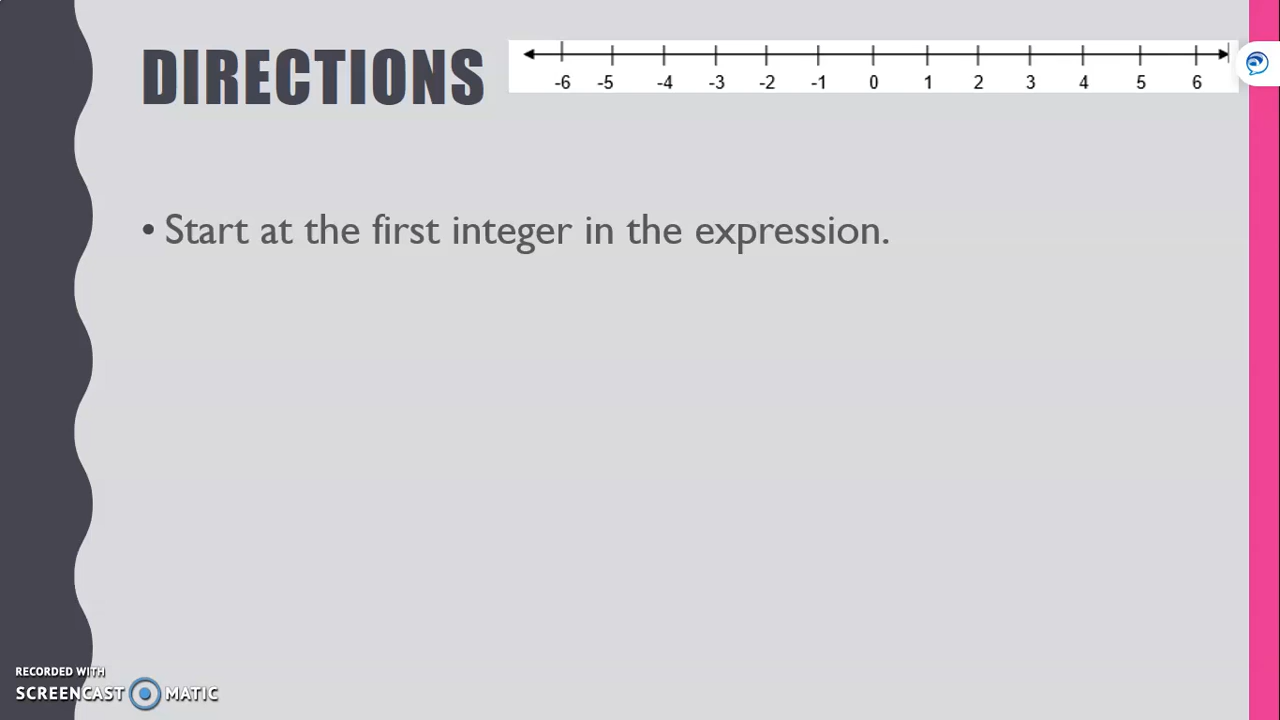 DIRECTIONS
-6 -5 -4 -3 -2 -1 0 1 2 3 4 5 6
• Start at the first integer in the expression.
RECORDED WITH
SCREENCAST MATIC